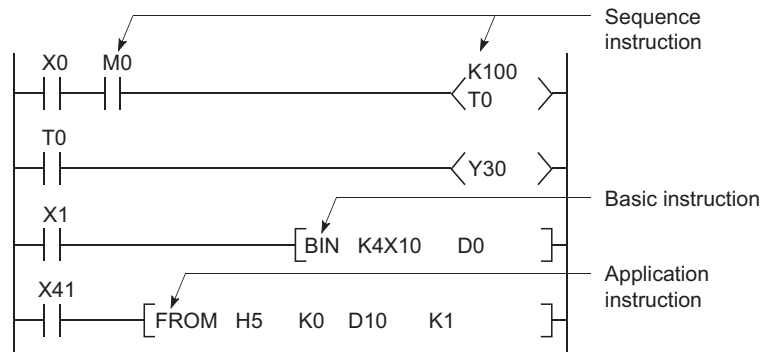 Sequence
instruction
X0 M0
K100
T0
T0
Y30
Basic instruction
X1
BIN K4X10 D0
Application
instruction
X41
FROM H5 K0 D10 K1